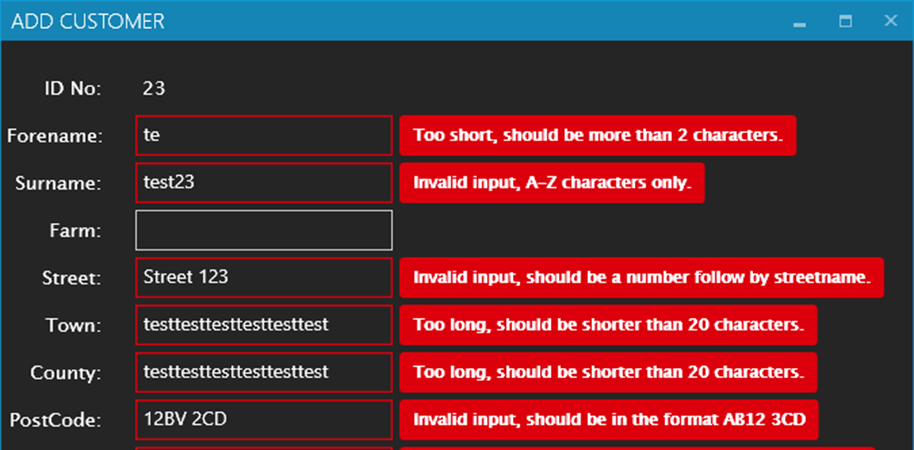 ADD CUSTOMER
ID No: 23
Forename: te Too short, should be more than 2 characters.
Surname: test23 Invalid input, A-Z characters only.
Farm:
Street: Street 123 Invalid input, should be a number follow by streetname.
Town: testtesttesttesttesttest Too long, should be shorter than 20 characters.
County: testtesttesttesttesttest Too long, should be shorter than 20 characters.
PostCode: 12BV 2CD Invalid input, should be in the format AB12 3CD